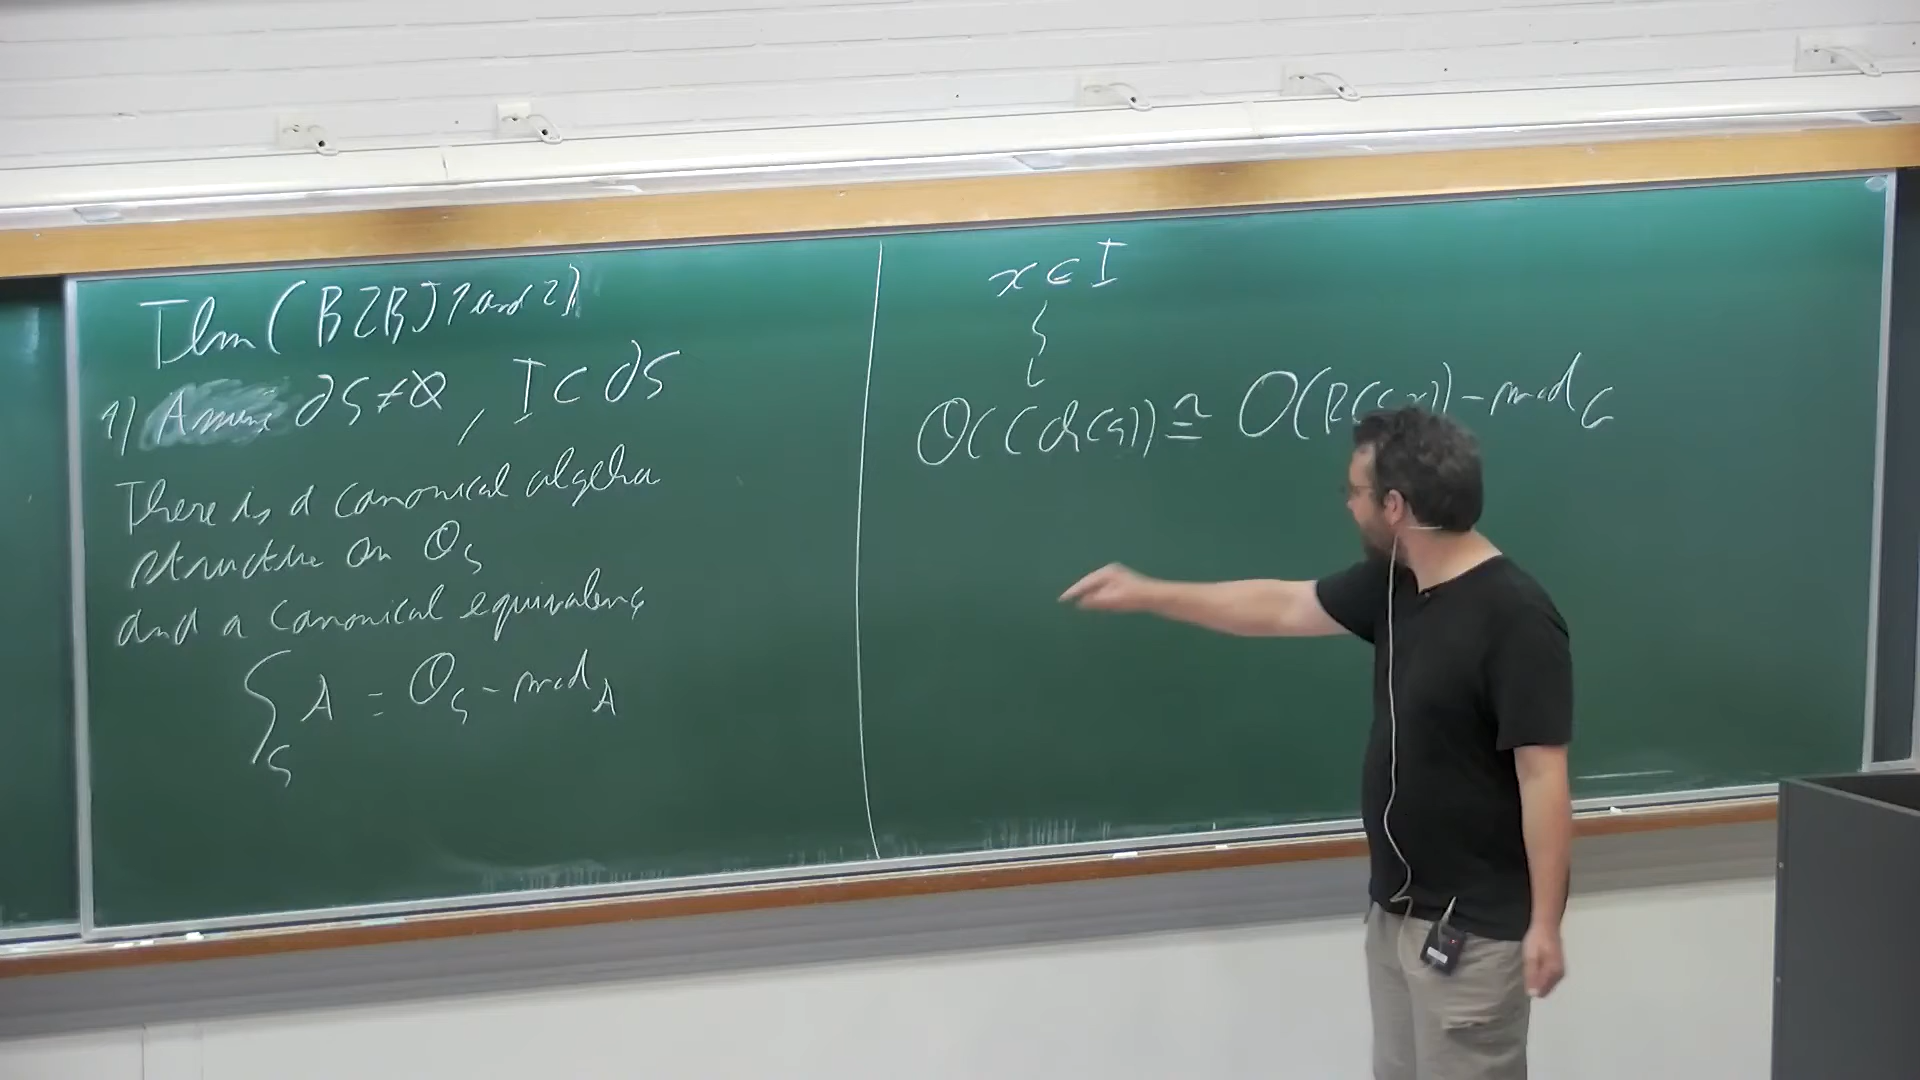 Thm (BZBJ 1 and 2)
1) Assume ∂S ≠ ∅, I ⊂ ∂S
There is a canonical algebra
structure on O_S
and a canonical equivalence
∫_S A = O_S - mod_A
x ∈ I
O(Ch(S)) ≅ O(R(S,x)) - mod_G